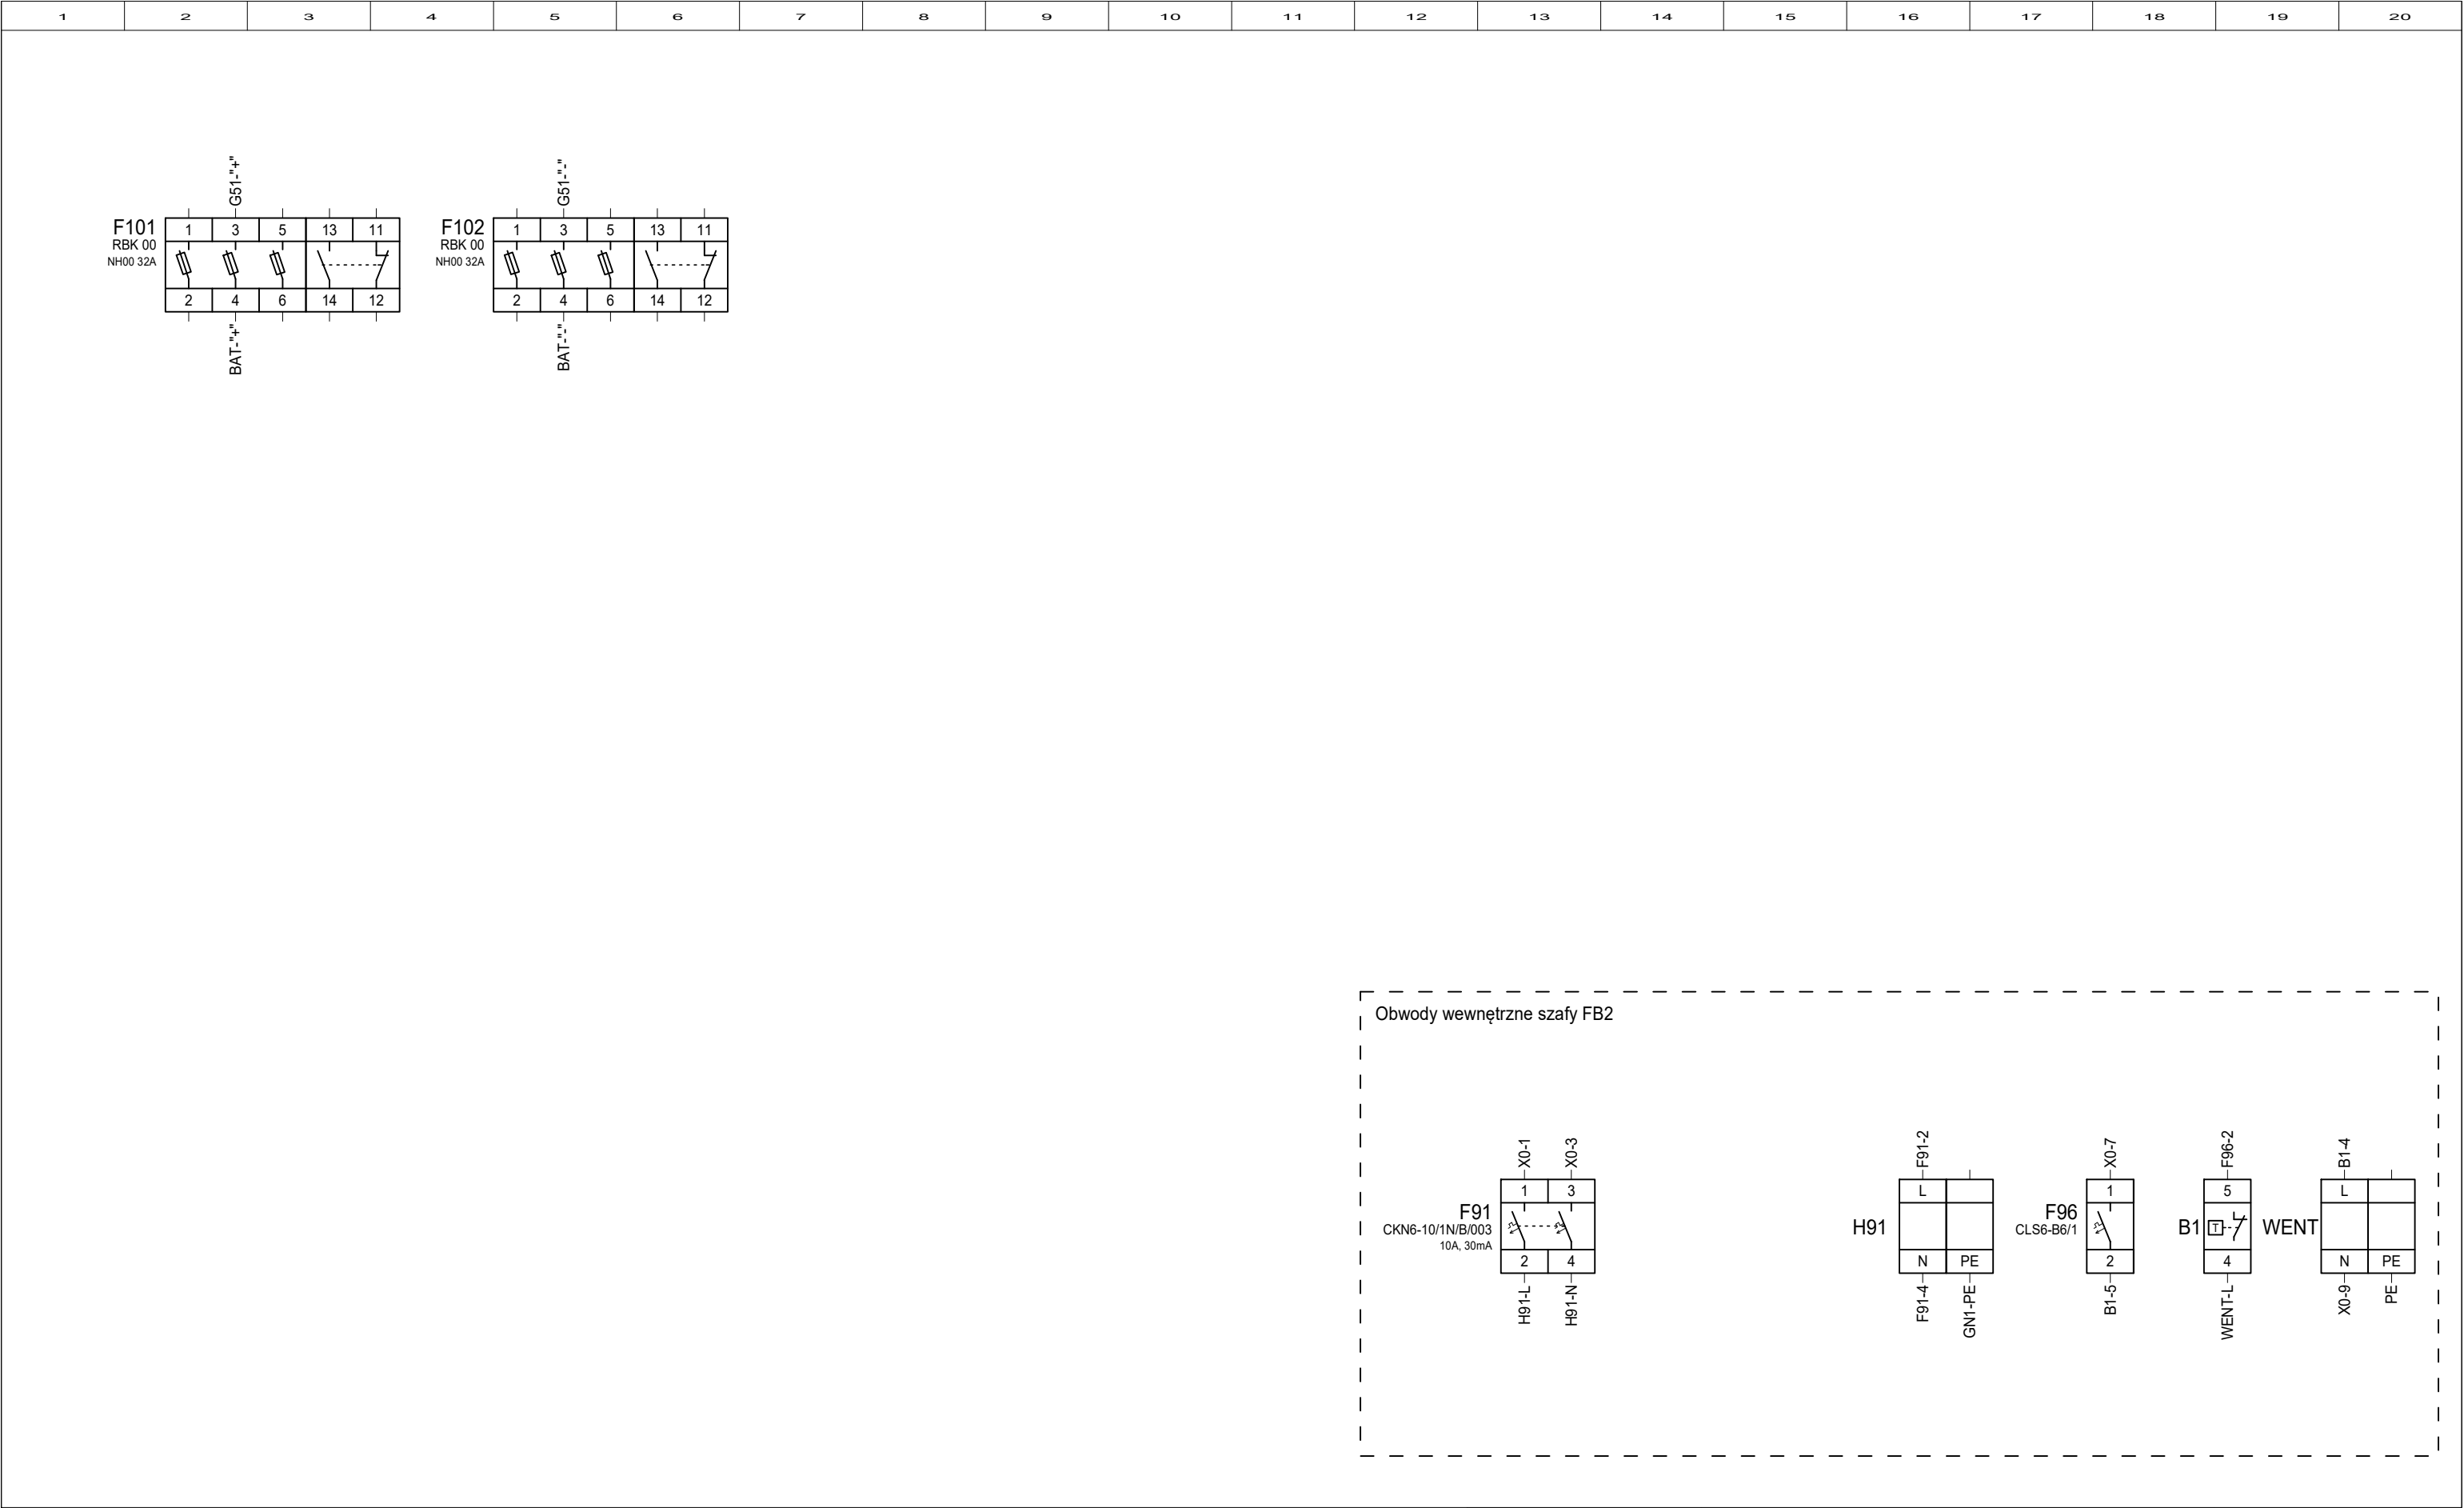 1 2 3 4 5 6 7 8 9 10 11 12 13 14 15 16 17 18 19 20
G51-"+"
F101
RBK 00
NH00 32A
1 3 5 13 11
2 4 6 14 12
BAT-"+"
G51-"-"
F102
RBK 00
NH00 32A
1 3 5 13 11
2 4 6 14 12
BAT-"-"
Obwody wewnętrzne szafy FB2
X0-1 X0-3
F91
CKN6-10/1N/B/003
10A, 30mA
1 3
2 4
H91-L H91-N
F91-2
H91
L
N PE
F91-4 GN1-PE
X0-7
F96
CLS6-B6/1
1
2
B1-5
F96-2
B1
5
T
4
WENT-L
B1-4
WENT
L
N PE
X0-9 PE